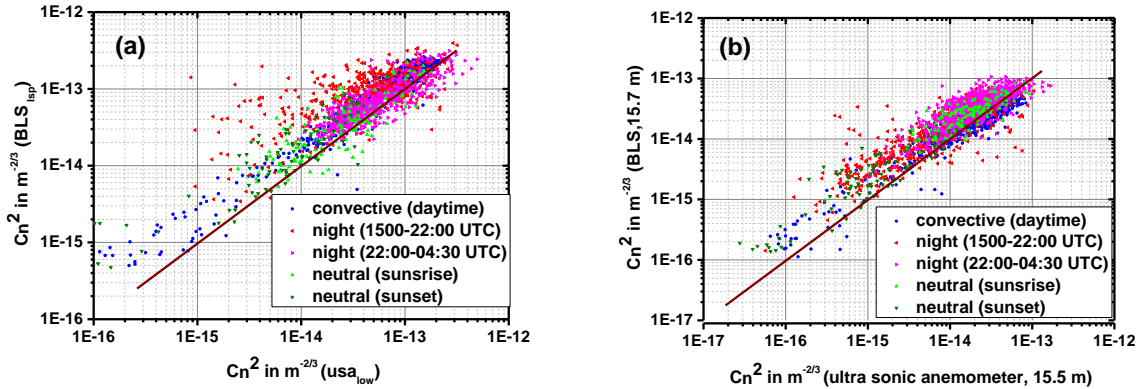 (a)
Cn² in m⁻²/³ (BLS_lsp)
1E-12
1E-13
1E-14
1E-15
1E-16
convective (daytime)
night (1500-22:00 UTC)
night (22:00-04:30 UTC)
neutral (sunsrise)
neutral (sunset)
1E-16 1E-15 1E-14 1E-13 1E-12
Cn² in m⁻²/³ (usa_low)
(b)
Cn² in m⁻²/³ (BLS,15.7 m)
1E-12
1E-13
1E-14
1E-15
1E-16
1E-17
convective (daytime)
night (1500-22:00 UTC)
night (22:00-04:30 UTC)
neutral (sunsrise)
neutral (sunset)
1E-17 1E-16 1E-15 1E-14 1E-13 1E-12
Cn² in m⁻²/³ (ultra sonic anemometer, 15.5 m)